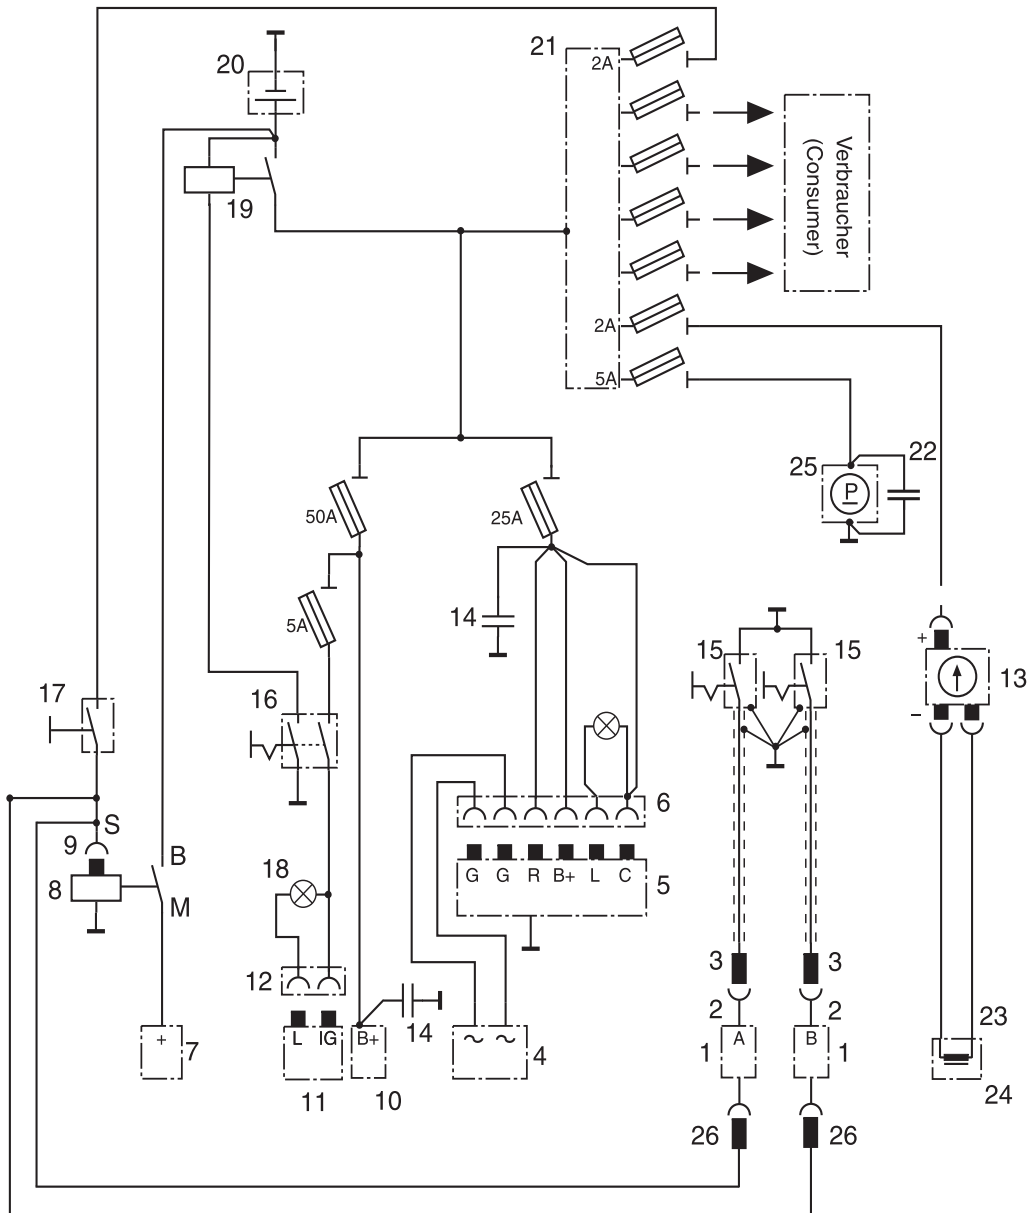 21
2A
20
Verbraucher
(Consumer)
19
2A
5A
25
22
P
50A
25A
14
5A
15
15
+
13
17
16
–
6
S
9
B
18
G G R B+ L C
5
8
M
12
3
3
2
2
23
14
+
7
L IG
B+
~ ~
4
1
A
B
1
11
10
24
26
26